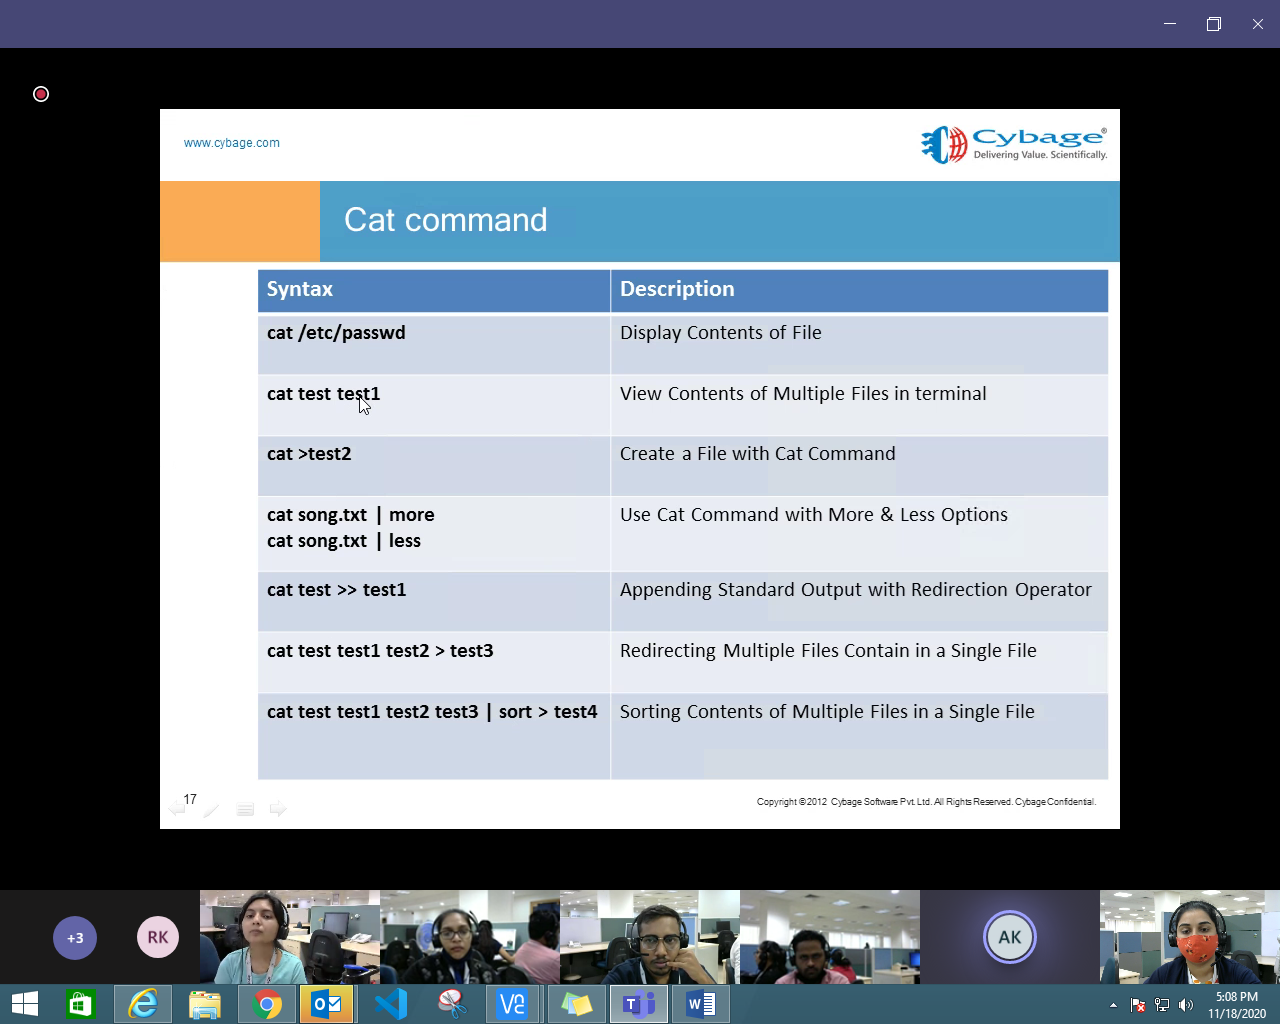 www.cybage.com
Cybage®
Delivering Value. Scientifically.
Cat command
Syntax
Description
cat /etc/passwd
Display Contents of File
cat test test1
View Contents of Multiple Files in terminal
cat >test2
Create a File with Cat Command
cat song.txt | more
cat song.txt | less
Use Cat Command with More & Less Options
cat test >> test1
Appending Standard Output with Redirection Operator
cat test test1 test2 > test3
Redirecting Multiple Files Contain in a Single File
cat test test1 test2 test3 | sort > test4
Sorting Contents of Multiple Files in a Single File
17
Copyright ©2012 Cybage Software Pvt. Ltd. All Rights Reserved. Cybage Confidential.
+3
RK
AK
5:08 PM
11/18/2020